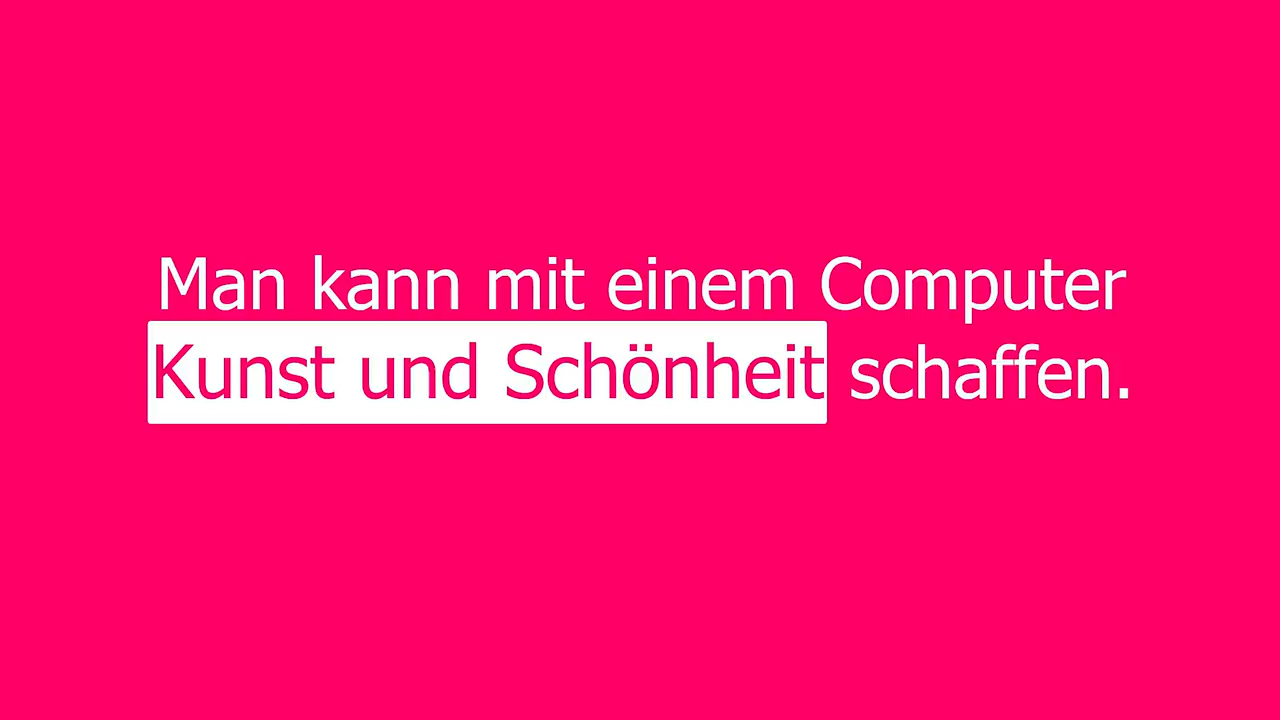 Man kann mit einem Computer
Kunst und Schönheit schaffen.